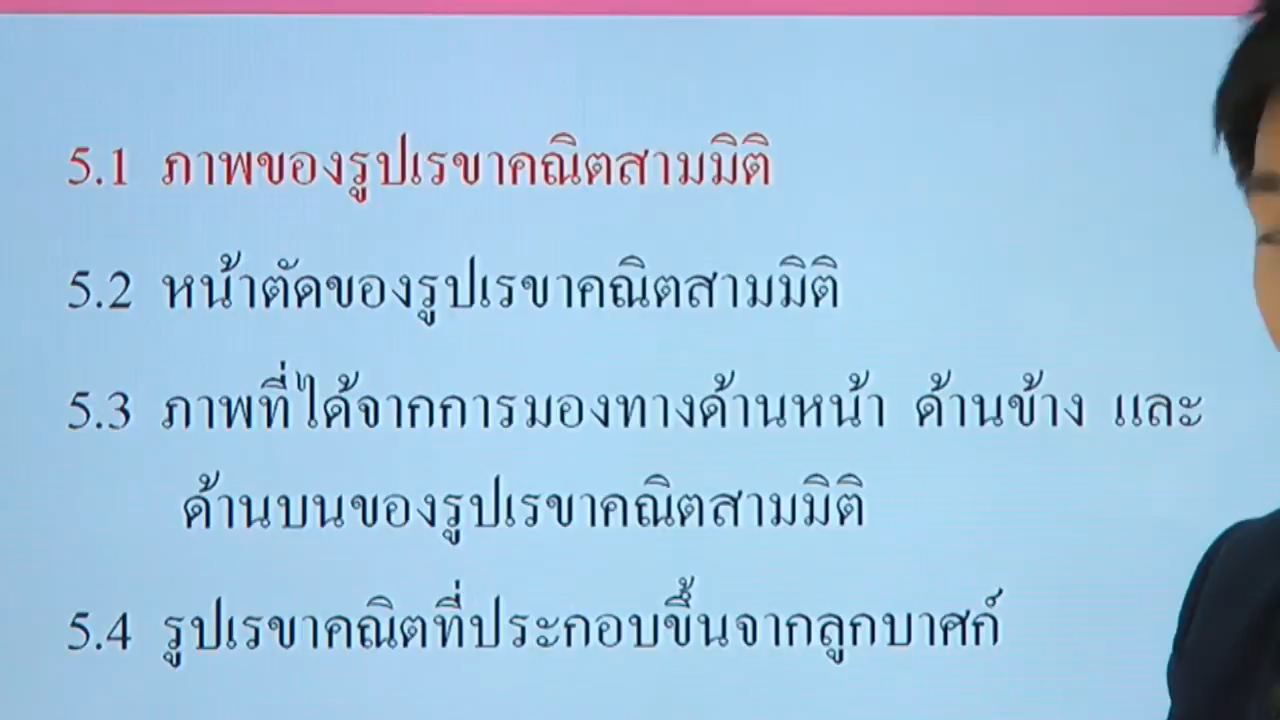 5.1 ภาพของรูปเรขาคณิตสามมิติ
5.2 หน้าตัดของรูปเรขาคณิตสามมิติ
5.3 ภาพที่ได้จากการมองทางด้านหน้า ด้านข้าง และ
ด้านบนของรูปเรขาคณิตสามมิติ
5.4 รูปเรขาคณิตที่ประกอบขึ้นจากลูกบาศก์